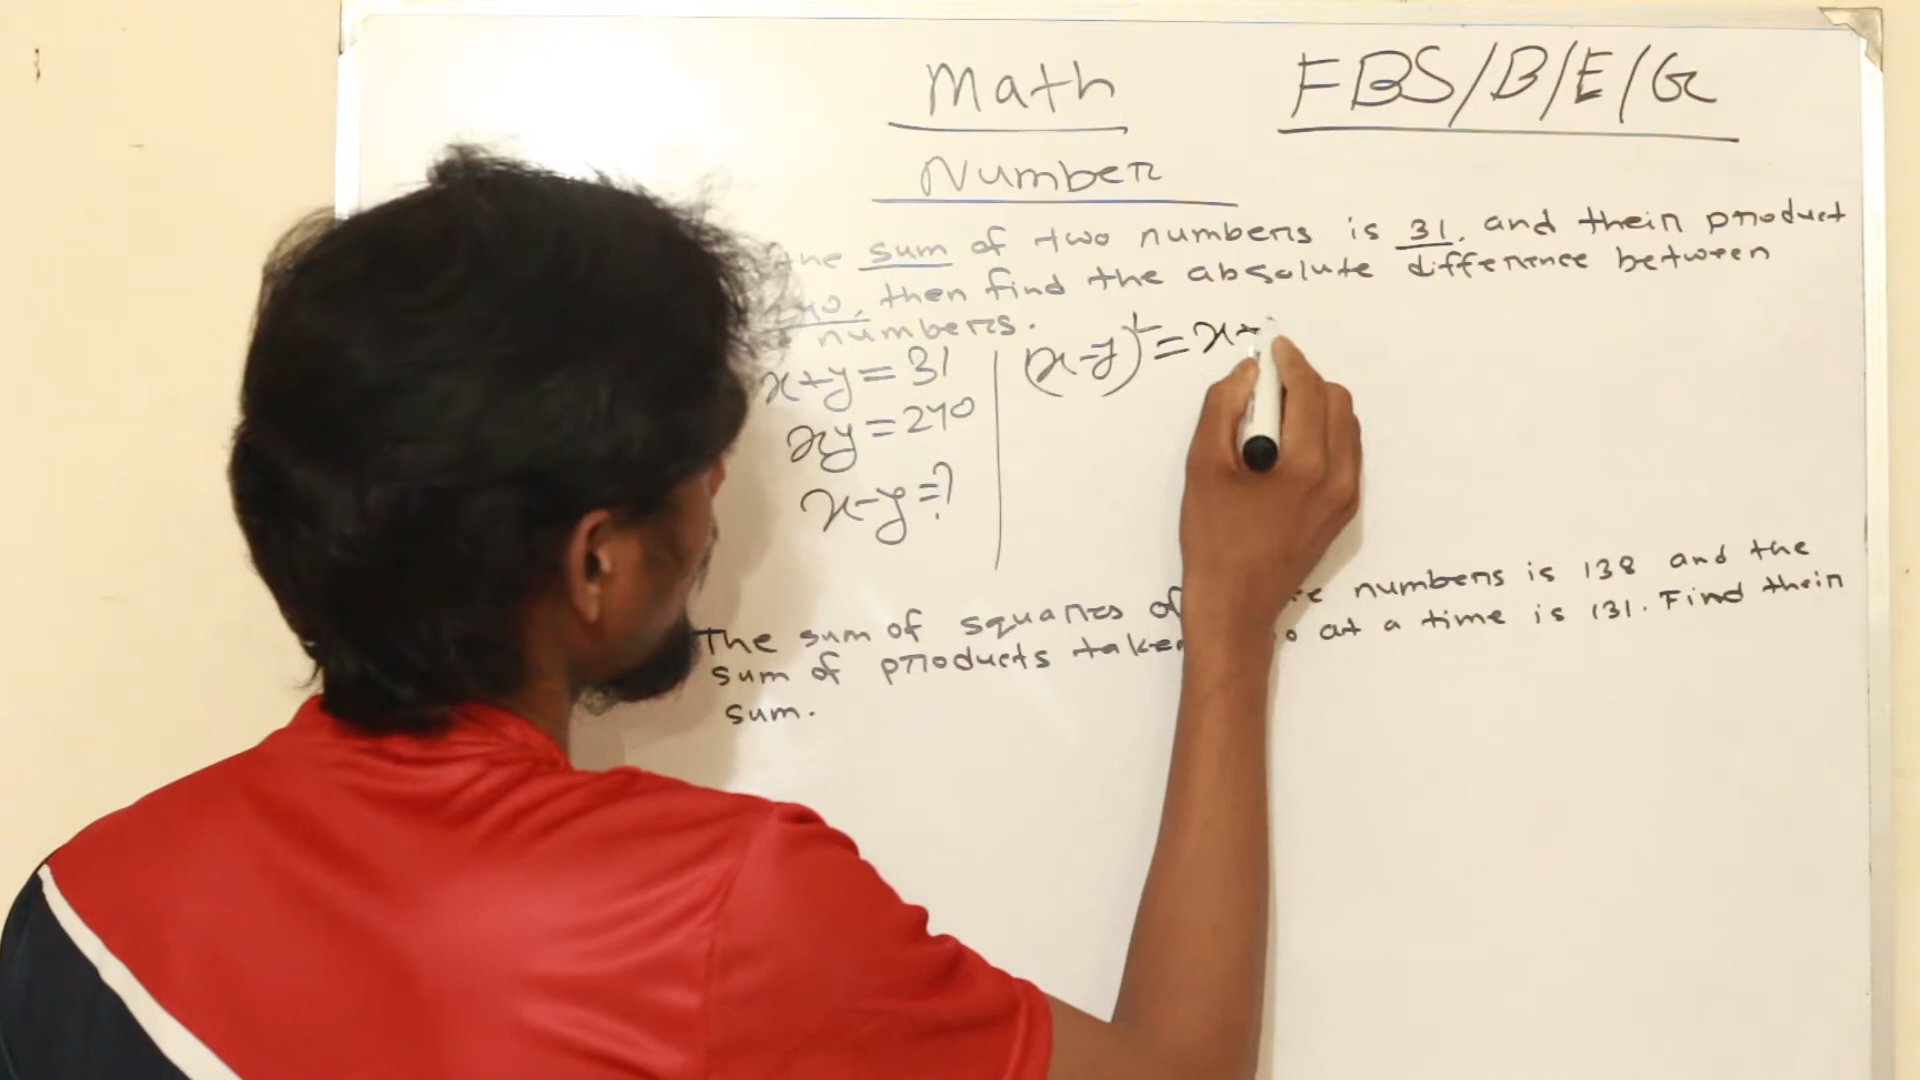 Math
FBS/B/E/G
Number
the sum of two numbers is 31, and their product
240, then find the absolute difference between
numbers.
x+y=31
xy=240
x-y=?
(x-y)²=x+
The sum of squares of numbers is 138 and the
sum of products taken at a time is 131. Find their
sum.